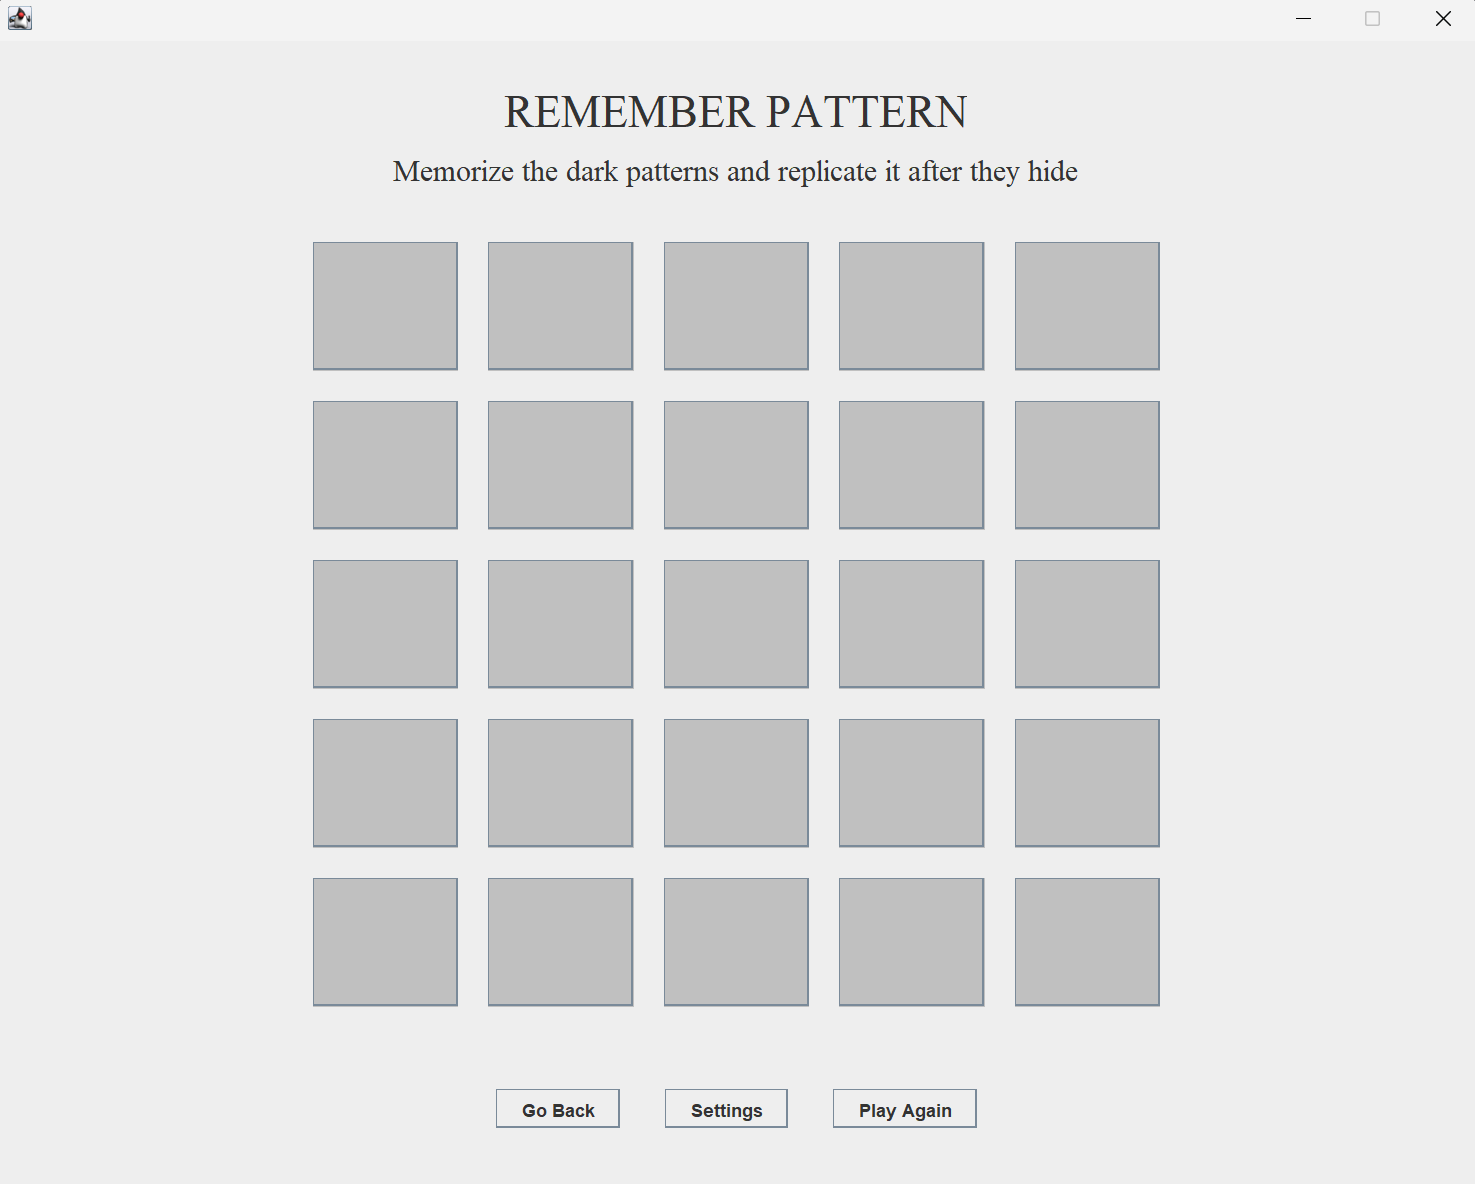 REMEMBER PATTERN
Memorize the dark patterns and replicate it after they hide
Go Back
Settings
Play Again